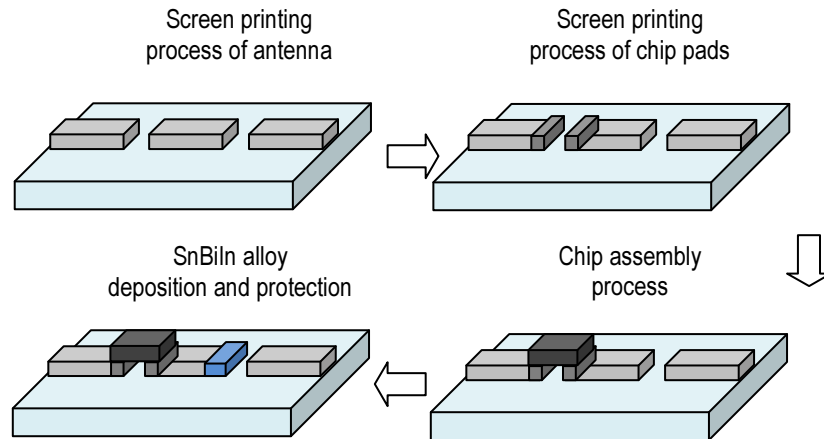 Screen printing
process of antenna
Screen printing
process of chip pads
SnBiIn alloy
deposition and protection
Chip assembly
process